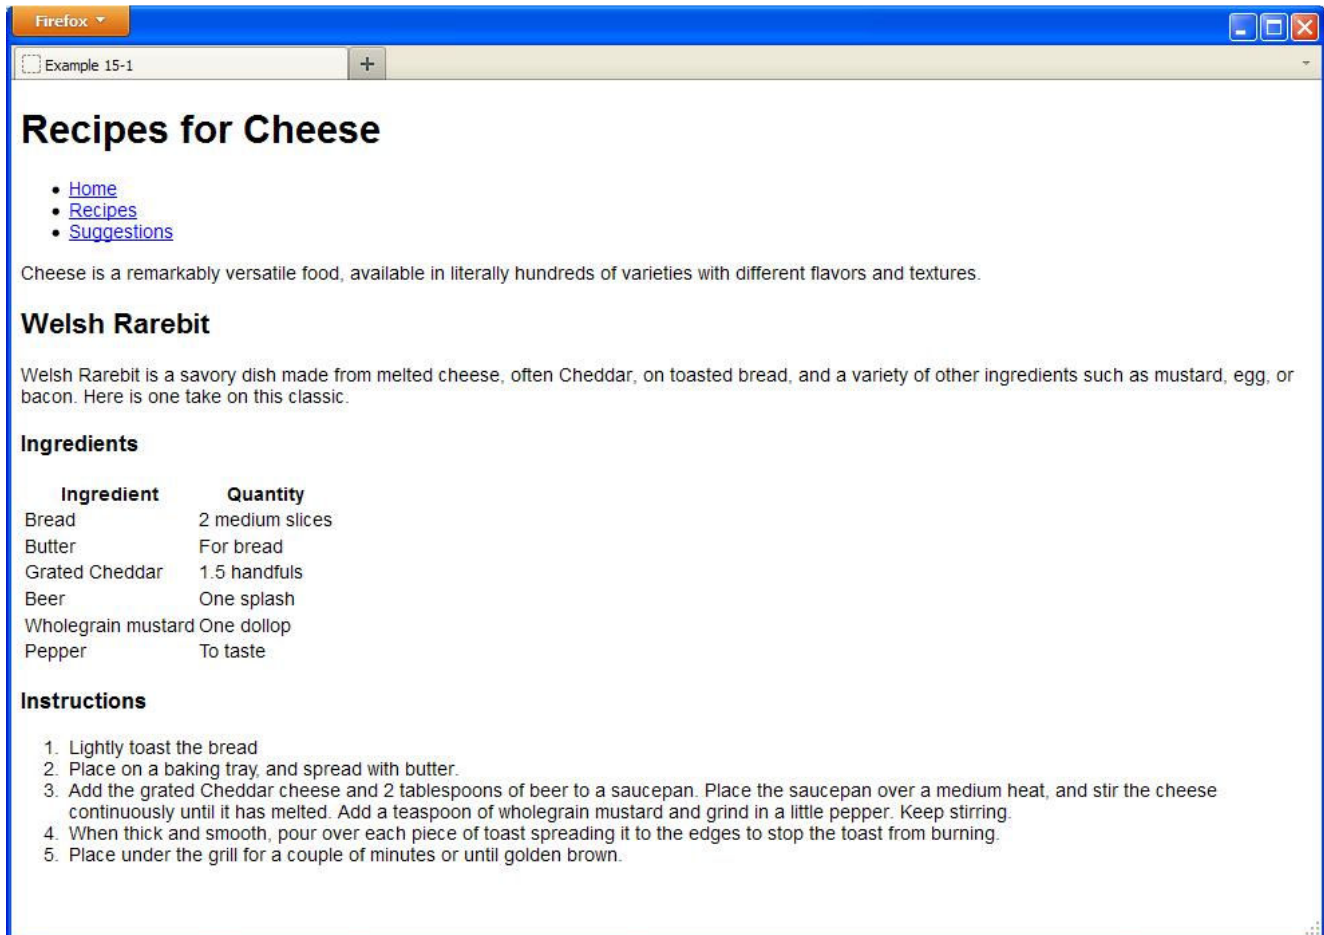 Firefox
Example 15-1
Recipes for Cheese
• Home
• Recipes
• Suggestions
Cheese is a remarkably versatile food, available in literally hundreds of varieties with different flavors and textures.
Welsh Rarebit
Welsh Rarebit is a savory dish made from melted cheese, often Cheddar, on toasted bread, and a variety of other ingredients such as mustard, egg, or
bacon. Here is one take on this classic.
Ingredients
Ingredient Quantity
Bread 2 medium slices
Butter For bread
Grated Cheddar 1.5 handfuls
Beer One splash
Wholegrain mustard One dollop
Pepper To taste
Instructions
1. Lightly toast the bread
2. Place on a baking tray, and spread with butter.
3. Add the grated Cheddar cheese and 2 tablespoons of beer to a saucepan. Place the saucepan over a medium heat, and stir the cheese
continuously until it has melted. Add a teaspoon of wholegrain mustard and grind in a little pepper. Keep stirring.
4. When thick and smooth, pour over each piece of toast spreading it to the edges to stop the toast from burning.
5. Place under the grill for a couple of minutes or until golden brown.